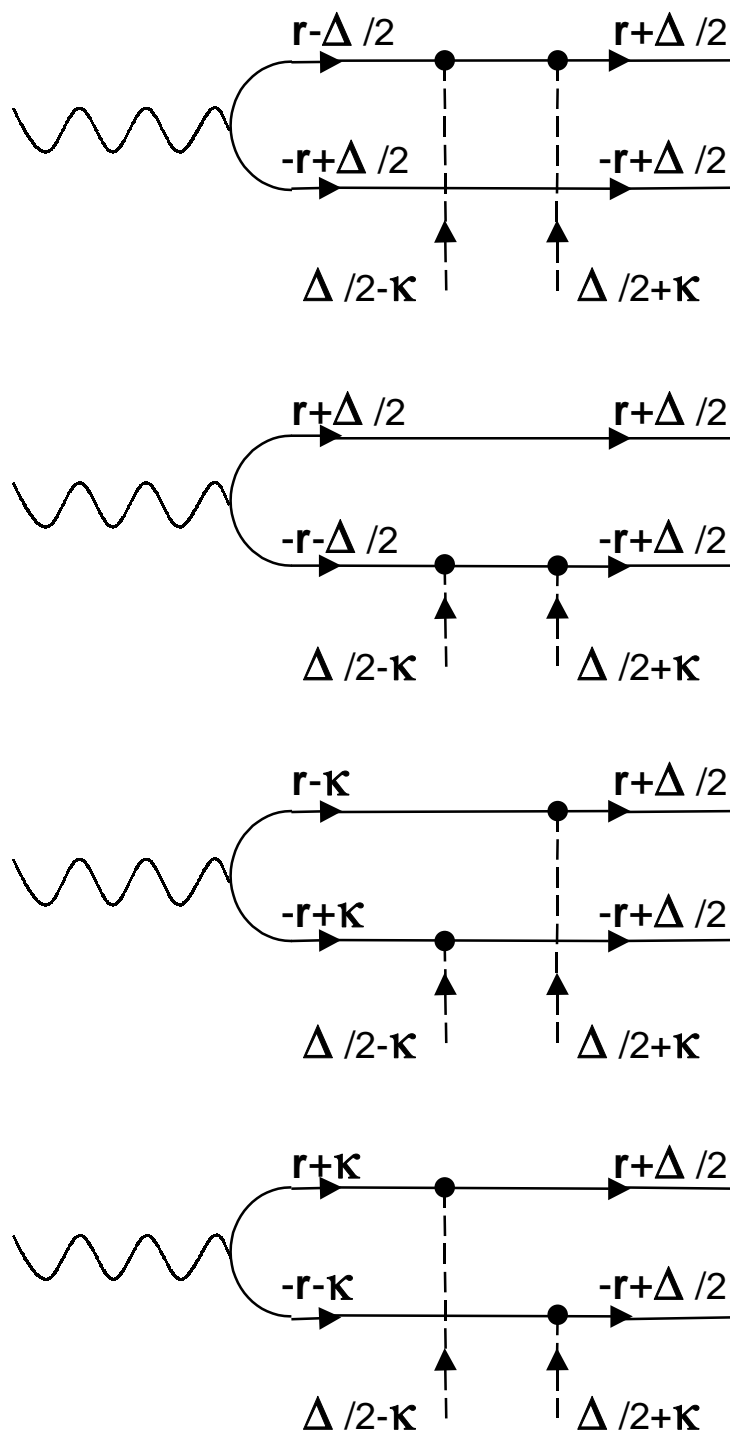 r-Δ /2 r+Δ /2
-r+Δ /2 -r+Δ /2
Δ /2-κ Δ /2+κ
r+Δ /2 r+Δ /2
-r-Δ /2 -r+Δ /2
Δ /2-κ Δ /2+κ
r-κ r+Δ /2
-r+κ -r+Δ /2
Δ /2-κ Δ /2+κ
r+κ r+Δ /2
-r-κ -r+Δ /2
Δ /2-κ Δ /2+κ